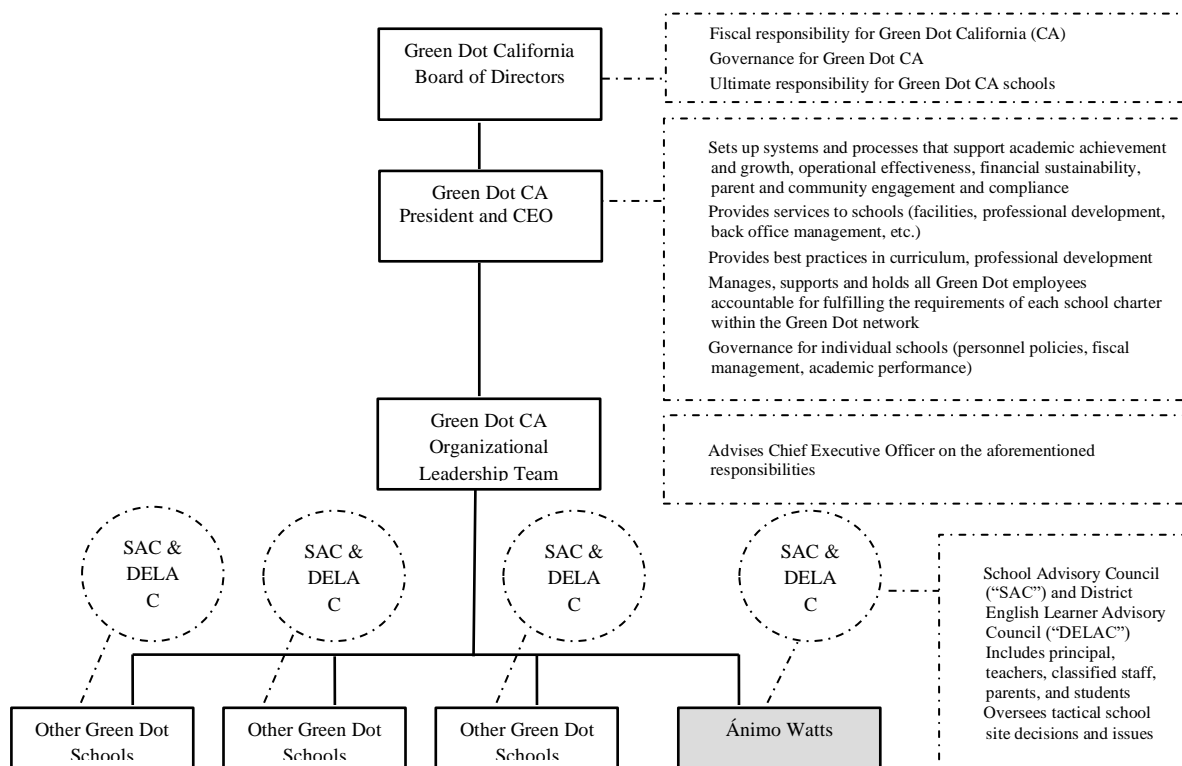 Green Dot California
Board of Directors
Fiscal responsibility for Green Dot California (CA)
Governance for Green Dot CA
Ultimate responsibility for Green Dot CA schools
Green Dot CA
President and CEO
Sets up systems and processes that support academic achievement
and growth, operational effectiveness, financial sustainability,
parent and community engagement and compliance
Provides services to schools (facilities, professional development,
back office management, etc.)
Provides best practices in curriculum, professional development
Manages, supports and holds all Green Dot employees
accountable for fulfilling the requirements of each school charter
within the Green Dot network
Governance for individual schools (personnel policies, fiscal
management, academic performance)
Green Dot CA
Organizational
Leadership Team
Advises Chief Executive Officer on the aforementioned
responsibilities
SAC &
DELA
C
SAC &
DELA
C
SAC &
DELA
C
SAC &
DELA
C
School Advisory Council
(“SAC”) and District
English Learner Advisory
Council (“DELAC”)
Includes principal,
teachers, classified staff,
parents, and students
Oversees tactical school
site decisions and issues
Other Green Dot
Schools
Other Green Dot
Schools
Other Green Dot
Schools
Ánimo Watts